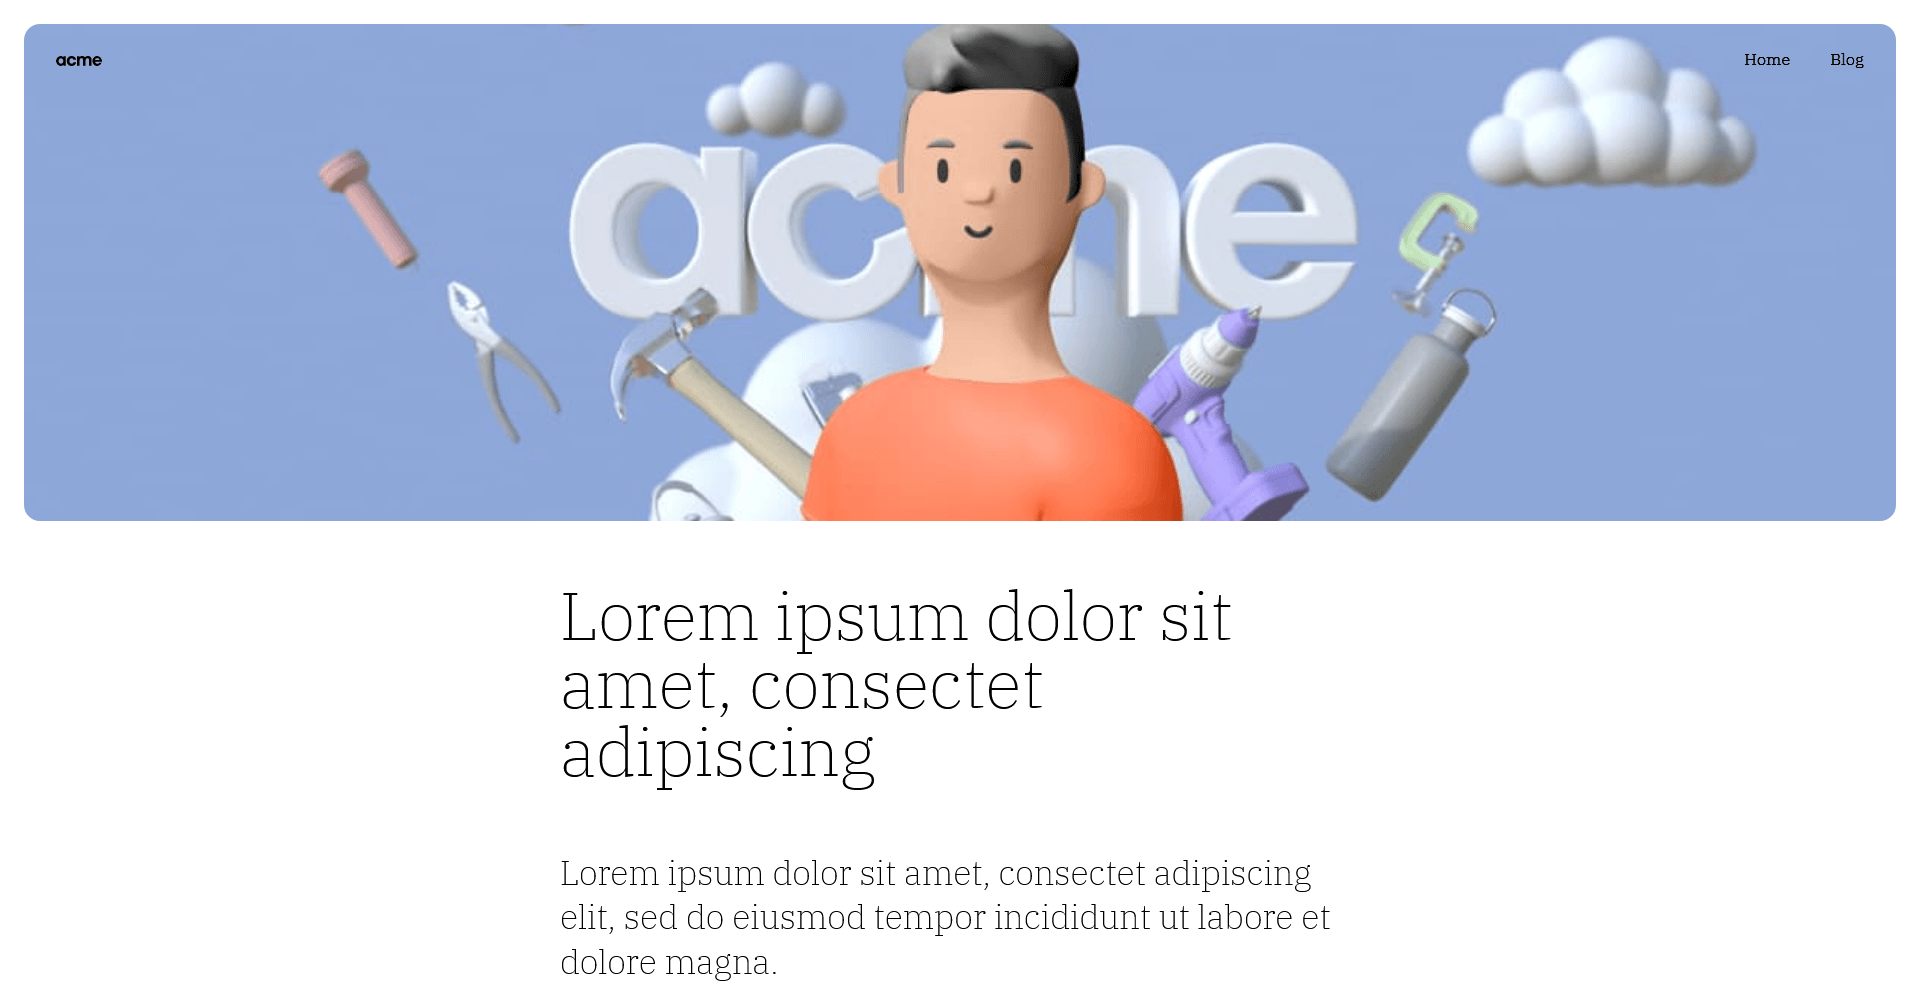 acme
Home
Blog
acme
Lorem ipsum dolor sit
amet, consectet
adipiscing
Lorem ipsum dolor sit amet, consectet adipiscing
elit, sed do eiusmod tempor incididunt ut labore et
dolore magna.